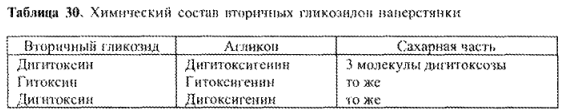 Таблица 30. Химический состав вторичных гликозидов наперстянки
Вторичный гликозид Агликон Сахарная часть
Дигитоксин Дигитоксигенин 3 молекулы дигитоксозы
Гитоксин Гитоксигенин то же
Дигитоксин Дигоксигенин то же